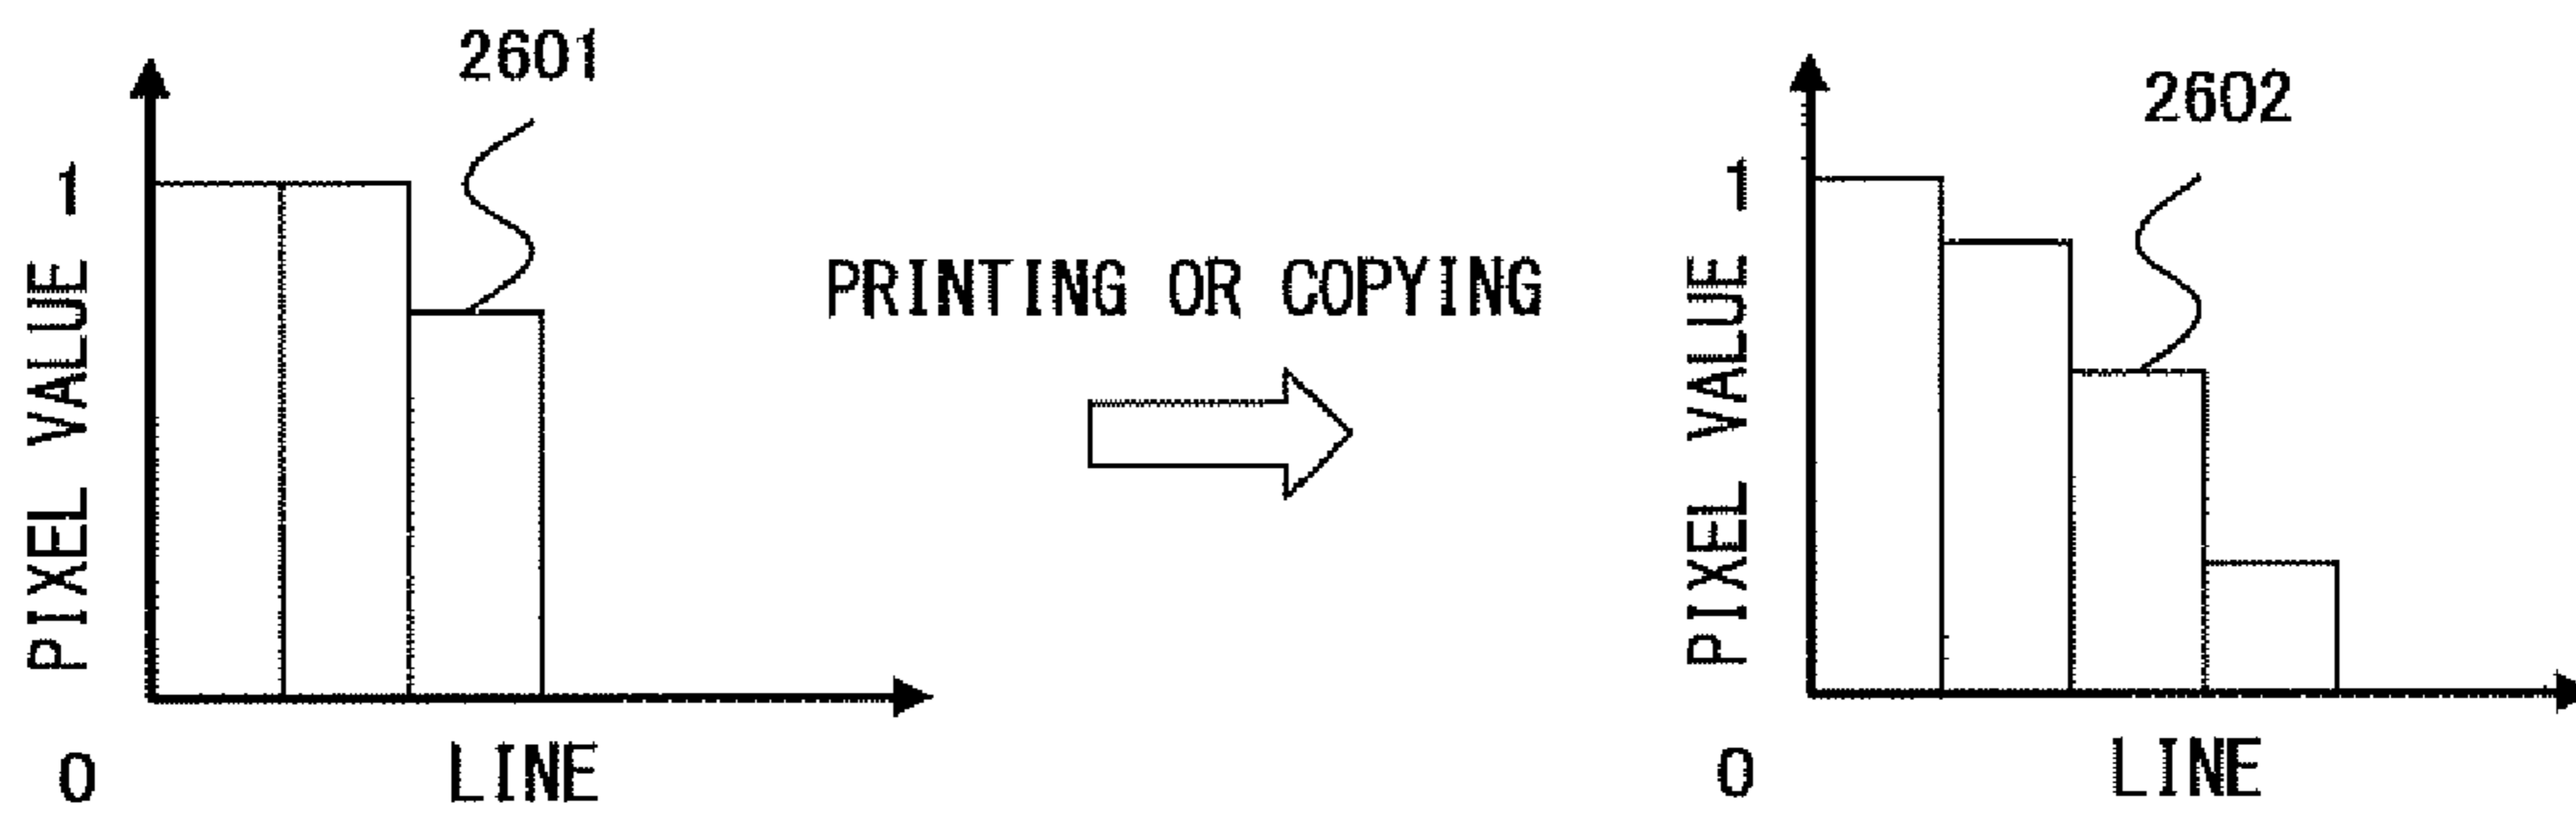 2601
1
PIXEL VALUE
0
LINE
PRINTING OR COPYING
2602
1
PIXEL VALUE
0
LINE